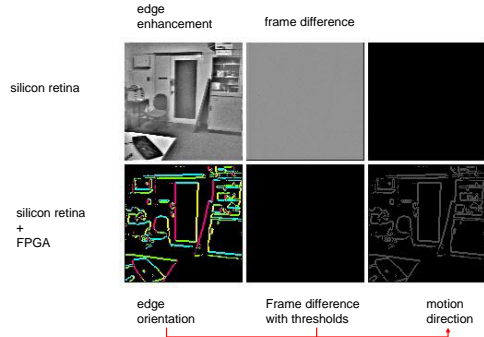 edge
enhancement
frame difference
silicon retina
silicon retina
+
FPGA
edge
orientation
Frame difference
with thresholds
motion
direction